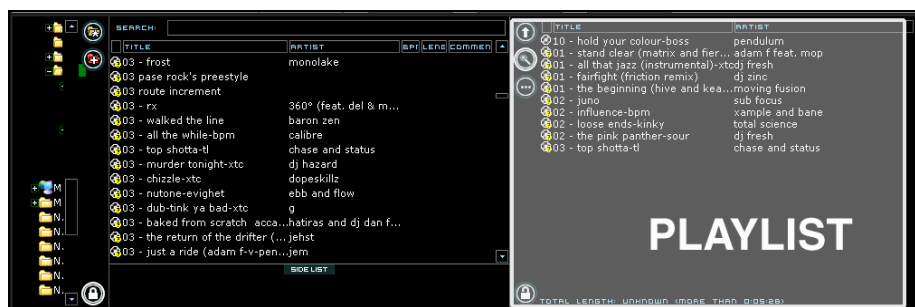 SEARCH:
TITLE ARTIST BPM LENG COMMEN
03 - frost monolake
03 pase rock's preestyle
03 route increment
03 - rx 360° (feat. del & m...
03 - walked the line baron zen
03 - all the while-bpm calibre
03 - top shotta-tl chase and status
03 - murder tonight-xtc dj hazard
03 - chizzle-xtc dopeskillz
03 - nutone-evighet ebb and flow
03 - dub-tink ya bad-xtc g
03 - baked from scratch acca...hatiras and dj dan f...
03 - the return of the drifter (...jehst
03 - just a ride (adam f-v-pen...jem
SIDE LIST
M
M
N.
N.
N.
N.
N.
N.
TITLE ARTIST
10 - hold your colour-boss pendulum
01 - stand clear (matrix and fier...adam f feat. mop
01 - all that jazz (instrumental)-xtcdj fresh
01 - fairfight (friction remix) dj zinc
01 - the beginning (hive and kea...moving fusion
02 - juno sub focus
02 - influence-bpm xample and bane
02 - loose ends-kinky total science
02 - the pink panther-sour dj fresh
03 - top shotta-tl chase and status
PLAYLIST
TOTAL LENGTH: UNKNOWN (MORE THAN 0:05:28)